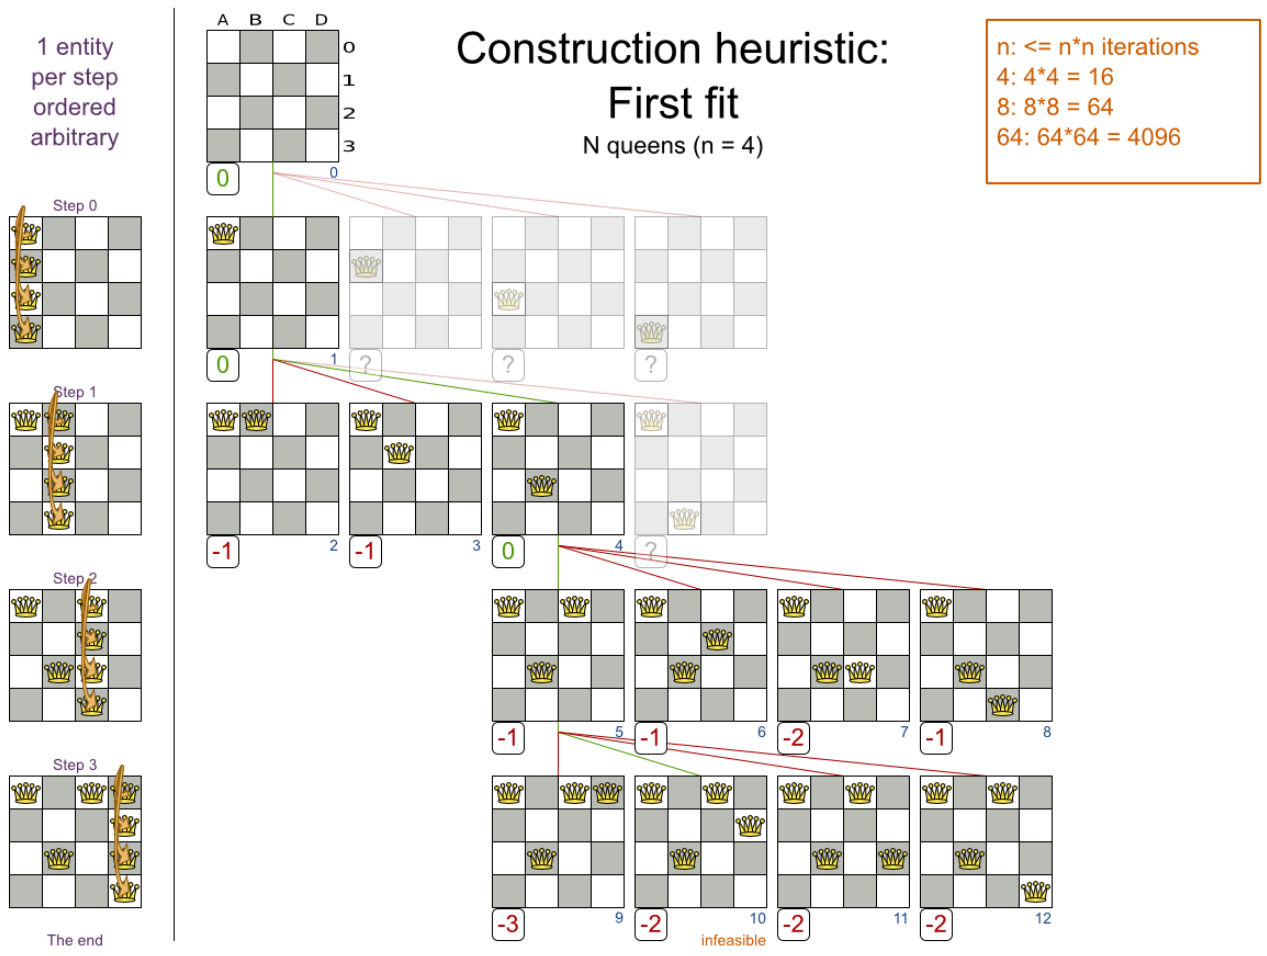 1 entity
per step
ordered
arbitrary
A B C D
0
1
2
3
Construction heuristic:
First fit
N queens (n = 4)
n: <= n*n iterations
4: 4*4 = 16
8: 8*8 = 64
64: 64*64 = 4096
0 0
Step 0
0 1 ? ? ?
Step 1
-1 2 -1 3 0 4 ?
Step 2
-1 5 -1 6 -2 7 -1 8
Step 3
-3 9 -2 10 -2 11 -2 12
The end
infeasible